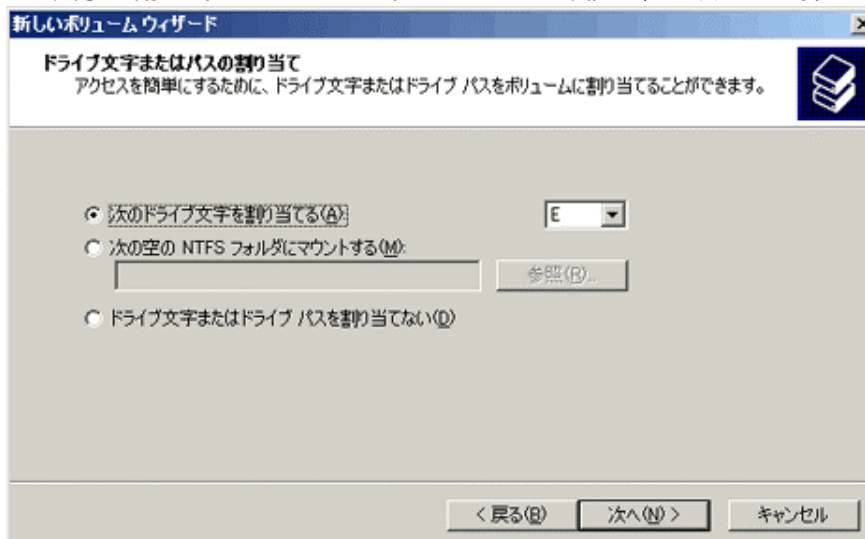 新しいボリューム ウィザード
ドライブ文字またはパスの割り当て
アクセスを簡単にするために、ドライブ文字またはドライブ パスをボリュームに割り当てることができます。
次のドライブ文字を割り当てる(A): E
次の空の NTFS フォルダにマウントする(M):
参照(R)...
ドライブ文字またはドライブ パスを割り当てない(D)
< 戻る(B) 次へ(N) > キャンセル